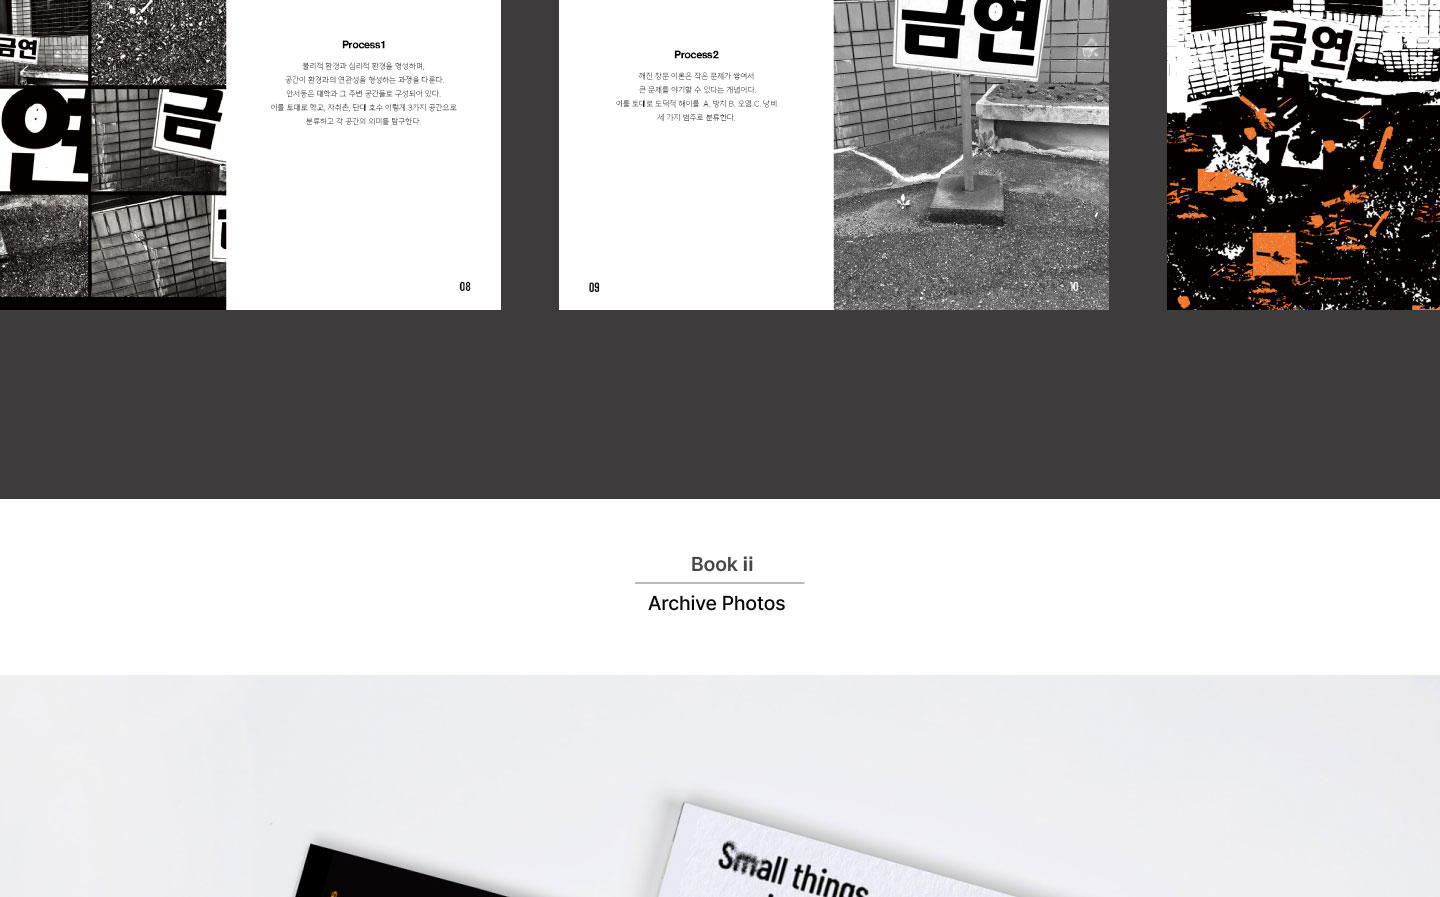 금연
연
금
Process1
물리적 환경과 심리적 환경을 형성하며,
공간이 환경과의 연관성을 형성하는 과정을 다룬다.
안서동은 대학과 그 주변 공간들로 구성되어 있다.
이를 토대로 학교, 자취촌, 단대 호수 이렇게 3가지 공간으로
분류하고 각 공간의 의미를 탐구한다.
08
Process2
깨진 창문 이론은 작은 문제가 쌓여서
큰 문제를 야기할 수 있다는 개념이다.
이를 토대로 도덕적 해이를 A. 방치 B. 오염 C. 낭비
세 가지 범주로 분류한다.
09
금연
10
금연
Book ii
Archive Photos
Small things